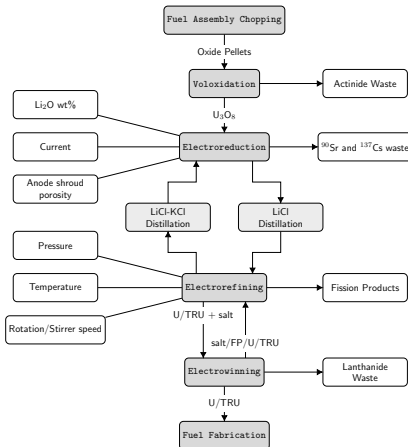 Fuel Assembly Chopping
Oxide Pellets
Voloxidation
Actinide Waste
U₃O₈
Li₂O wt%
Current
Anode shroud
porosity
Electroreduction
⁹⁰Sr and ¹³⁷Cs waste
LiCl-KCl
Distillation
LiCl
Distillation
Pressure
Temperature
Rotation/Stirrer speed
Electrorefining
Fission Products
U/TRU + salt
salt/FP/U/TRU
Electrowinning
Lanthanide
Waste
U/TRU
Fuel Fabrication